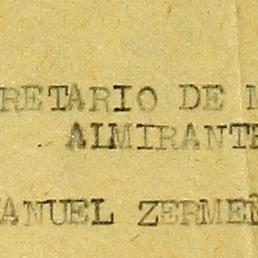 RETARIO DE M
ALMIRANTE
ANUEL ZERMEÑ